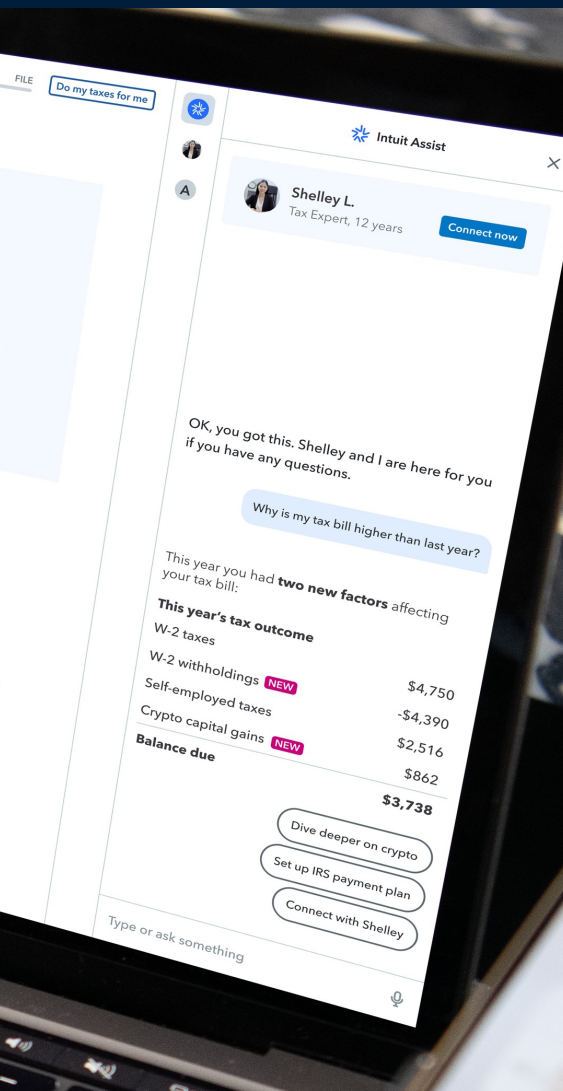 FILE
Do my taxes for me
A
Intuit Assist
Shelley L.
Tax Expert, 12 years
Connect now
OK, you got this. Shelley and I are here for you
if you have any questions.
Why is my tax bill higher than last year?
This year you had two new factors affecting
your tax bill:
This year's tax outcome
W-2 taxes $4,750
W-2 withholdings NEW -$4,390
Self-employed taxes $2,516
Crypto capital gains NEW $862
Balance due $3,738
Dive deeper on crypto
Set up IRS payment plan
Connect with Shelley
Type or ask something